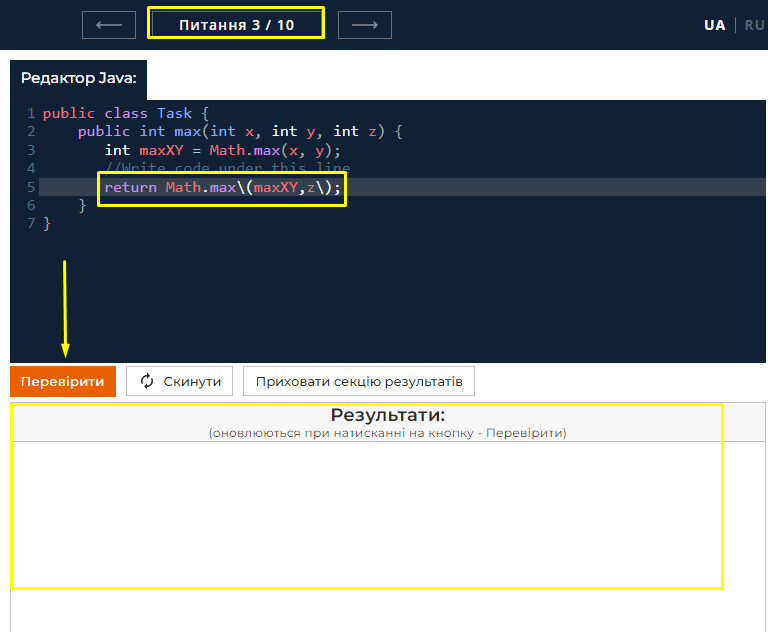 Питання 3 / 10
UA | RU
Редактор Java:
1 public class Task {
2 public int max(int x, int y, int z) {
3 int maxXY = Math.max(x, y);
4 //Write code under this line
5 return Math.max\(maxXY,z\);
6 }
7 }
Перевірити
Скинути
Приховати секцію результатів
Результати:
(оновлюються при натисканні на кнопку - Перевірити)